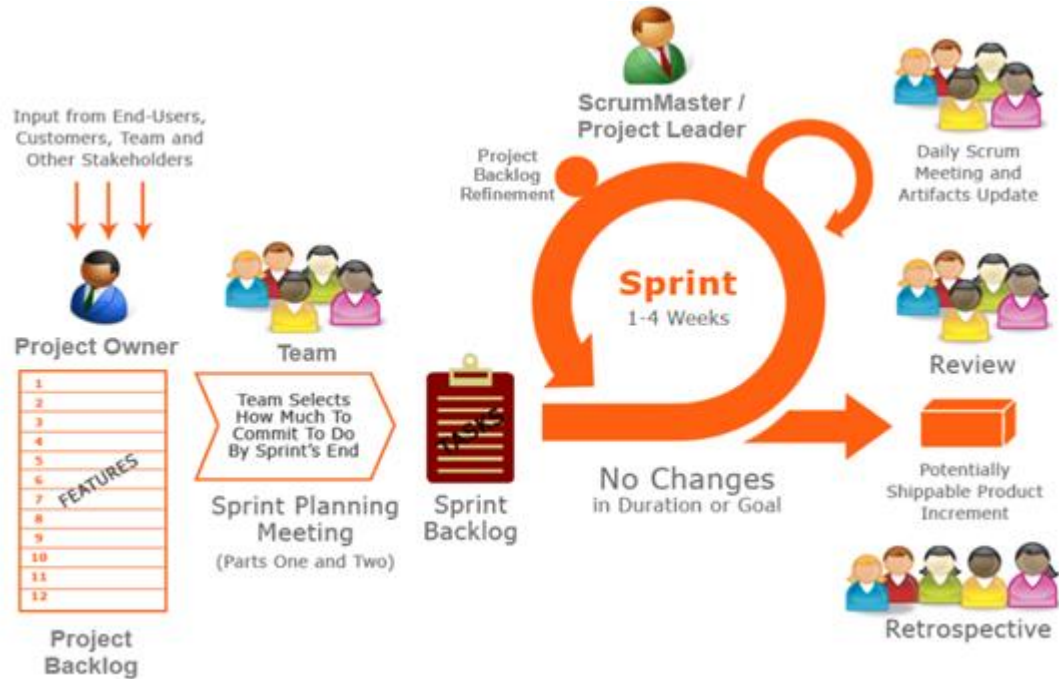 Input from End-Users,
Customers, Team and
Other Stakeholders
Project Owner
1
2
3
4
5
6
7
8
9
10
11
12
FEATURES
Project
Backlog
Team
Team Selects
How Much To
Commit To Do
By Sprint's End
Sprint Planning
Meeting
(Parts One and Two)
TASKS
Sprint
Backlog
ScrumMaster /
Project Leader
Project
Backlog
Refinement
Sprint
1-4 Weeks
No Changes
in Duration or Goal
Daily Scrum
Meeting and
Artifacts Update
Review
Potentially
Shippable Product
Increment
Retrospective